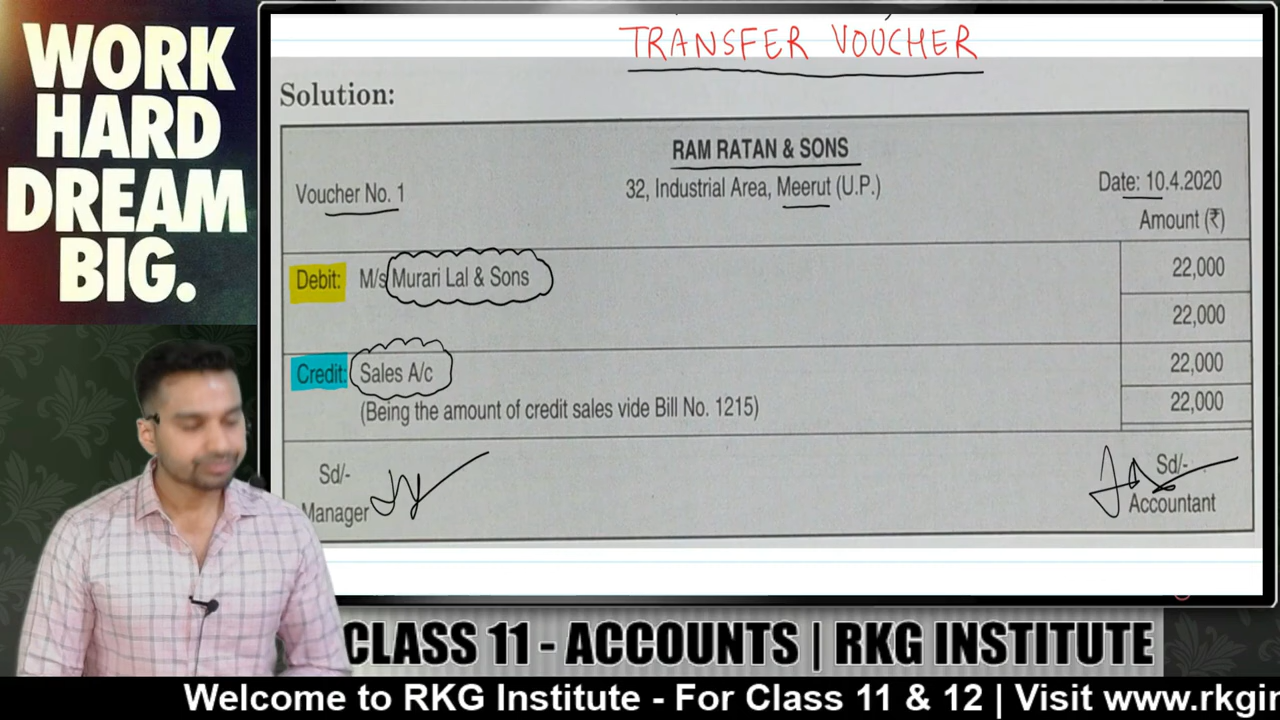 WORK
HARD
DREAM
BIG.
TRANSFER VOUCHER
Solution:
RAM RATAN & SONS
Voucher No. 1 32, Industrial Area, Meerut (U.P.) Date: 10.4.2020
Amount (₹)
Debit: M/s Murari Lal & Sons 22,000
22,000
Credit: Sales A/c 22,000
(Being the amount of credit sales vide Bill No. 1215) 22,000
Sd/- Sd/-
Manager Accountant
CLASS 11 - ACCOUNTS | RKG INSTITUTE
Welcome to RKG Institute - For Class 11 & 12 | Visit www.rkgin